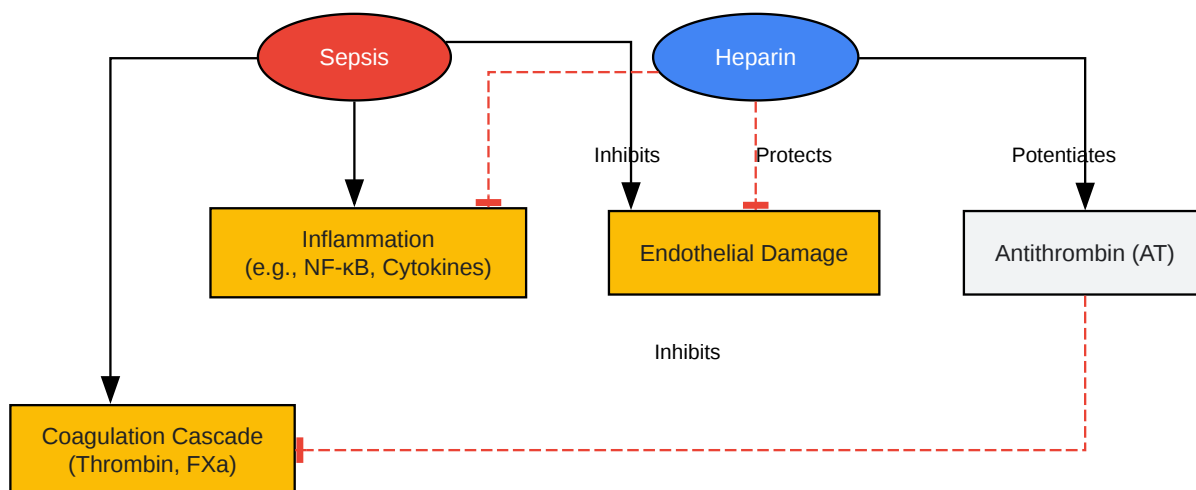 Sepsis
Heparin
Inhibits
Protects
Potentiates
Inflammation
(e.g., NF-κB, Cytokines)
Endothelial Damage
Antithrombin (AT)
Inhibits
Coagulation Cascade
(Thrombin, FXa)